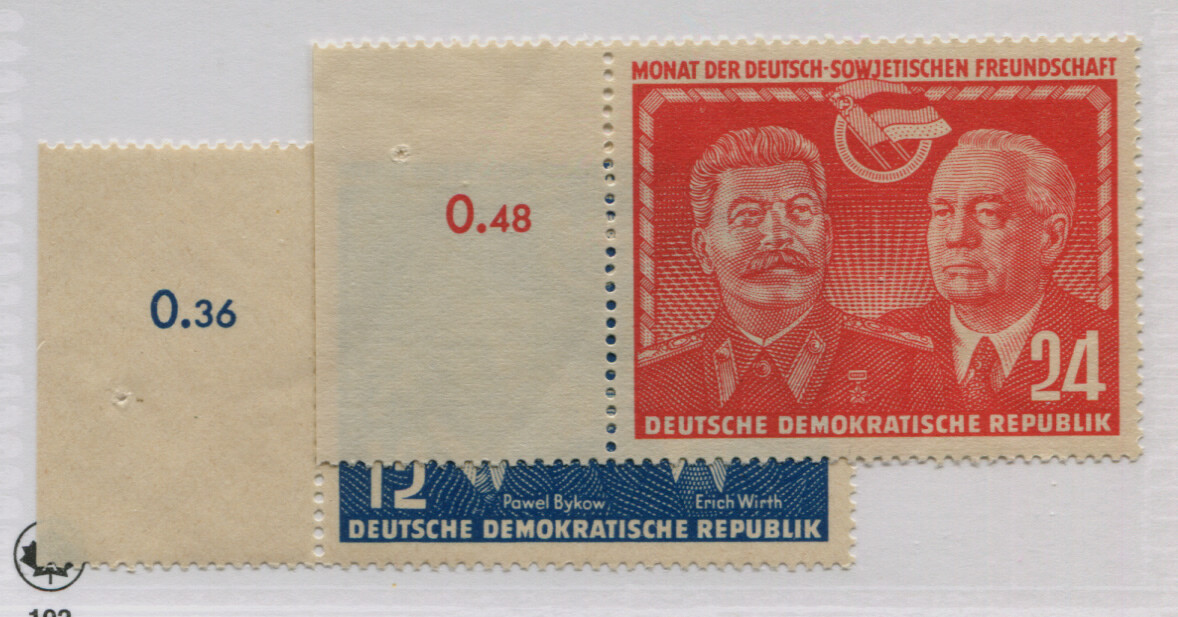 MONAT DER DEUTSCH-SOWJETISCHEN FREUNDSCHAFT
0.48
24
DEUTSCHE DEMOKRATISCHE REPUBLIK
0.36
12
Pawel Bykow
Erich Wirth
DEUTSCHE DEMOKRATISCHE REPUBLIK